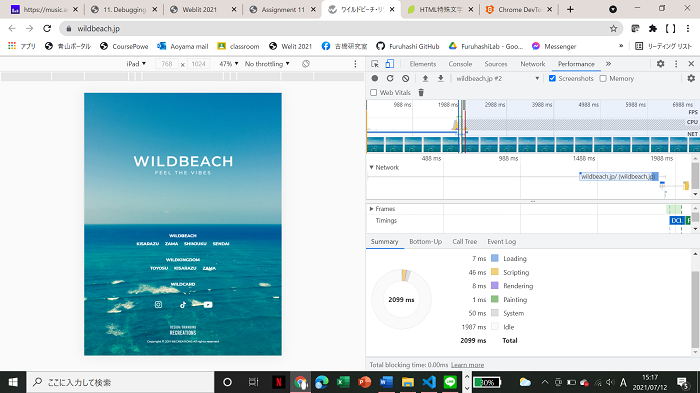 https://music.a
11. Debugging
Weblit 2021
Assignment 11
ワイルドビーチ - リ
HTML特殊文字
Chrome DevTo
wildbeach.jp
アプリ
青山ポータル
CoursePowe
Aoyama mail
classroom
Welit 2021
古橋研究室
Furuhashi GitHub
FuruhashiLab - Goo...
Messenger
»
リーディング リスト
iPad
768 x 1024
47%
No throttling
Elements
Console
Sources
Network
Performance
»
wildbeach.jp #2
Screenshots
Memory
Web Vitals
988 ms
1988 ms
2988 ms
3988 ms
4988 ms
5988 ms
6988 ms
FPS
CPU
NET
488 ms
988 ms
1488 ms
1988 ms
Network
wildbeach.jp/ (wildbeach.jp)
...
Frames
Timings
DCL
F
Summary
Bottom-Up
Call Tree
Event Log
2099 ms
7 ms
Loading
46 ms
Scripting
8 ms
Rendering
1 ms
Painting
50 ms
System
1987 ms
Idle
2099 ms
Total
Total blocking time: 0.00ms
Learn more
WILDBEACH
FEEL THE VIBES
WILDBEACH
KISARAZU
ZAMA
SHINJUKU
SENDAI
WILDKINGDOM
TOYOSU
KISARAZU
ZAMA
WILDCARD
DESIGN/BRANDING
RECREATIONS
Copyright © 2019 RECREATIONS All rights reserved
ここに入力して検索
80%
A
15:17
2021/07/12